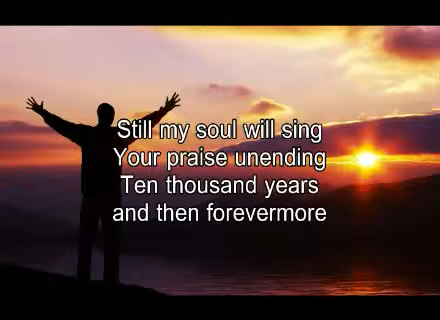 Still my soul will sing
Your praise unending
Ten thousand years
and then forevermore